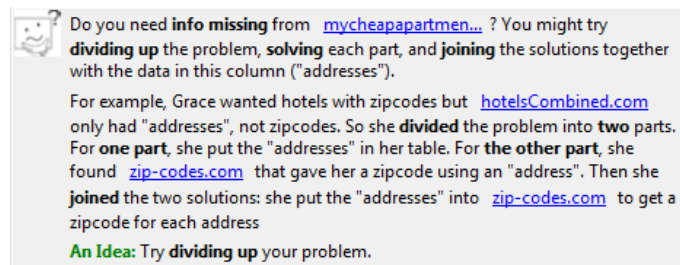 Do you need info missing from mycheapapartmen... ? You might try
dividing up the problem, solving each part, and joining the solutions together
with the data in this column ("addresses").
For example, Grace wanted hotels with zipcodes but hotelsCombined.com
only had "addresses", not zipcodes. So she divided the problem into two parts.
For one part, she put the "addresses" in her table. For the other part, she
found zip-codes.com that gave her a zipcode using an "address". Then she
joined the two solutions: she put the "addresses" into zip-codes.com to get a
zipcode for each address
An Idea: Try dividing up your problem.